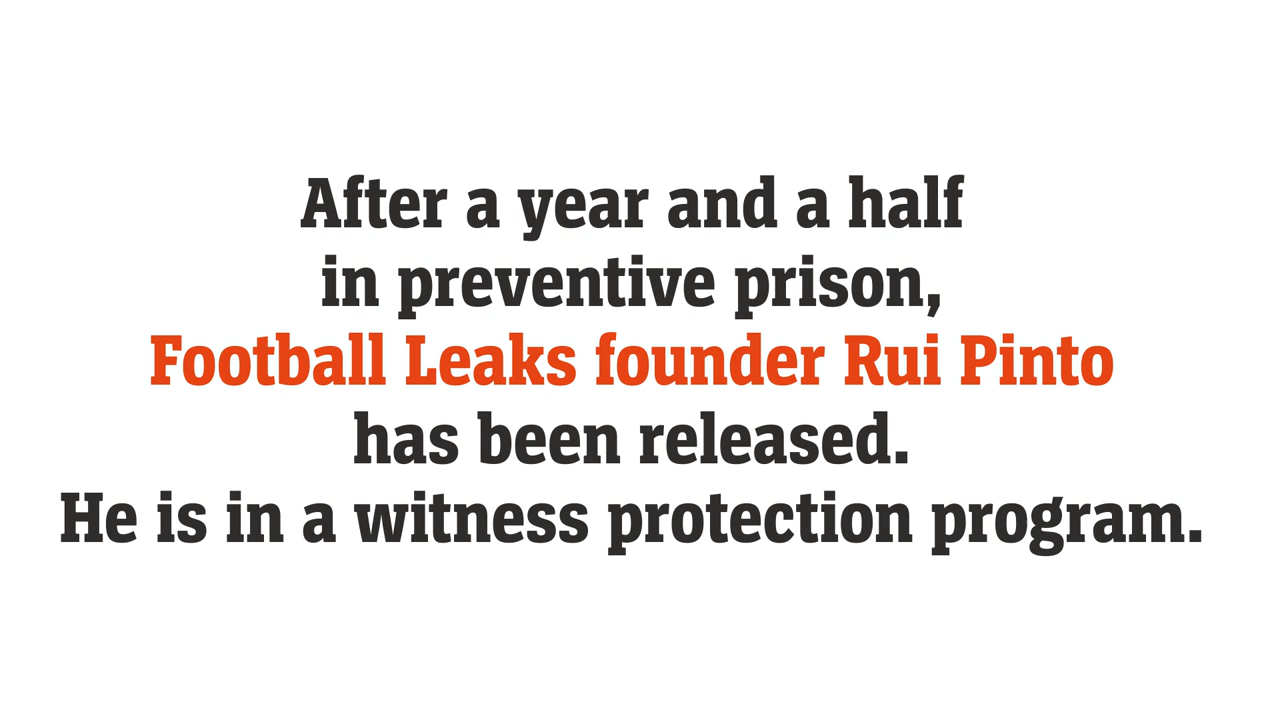 After a year and a half
in preventive prison,
Football Leaks founder Rui Pinto
has been released.
He is in a witness protection program.